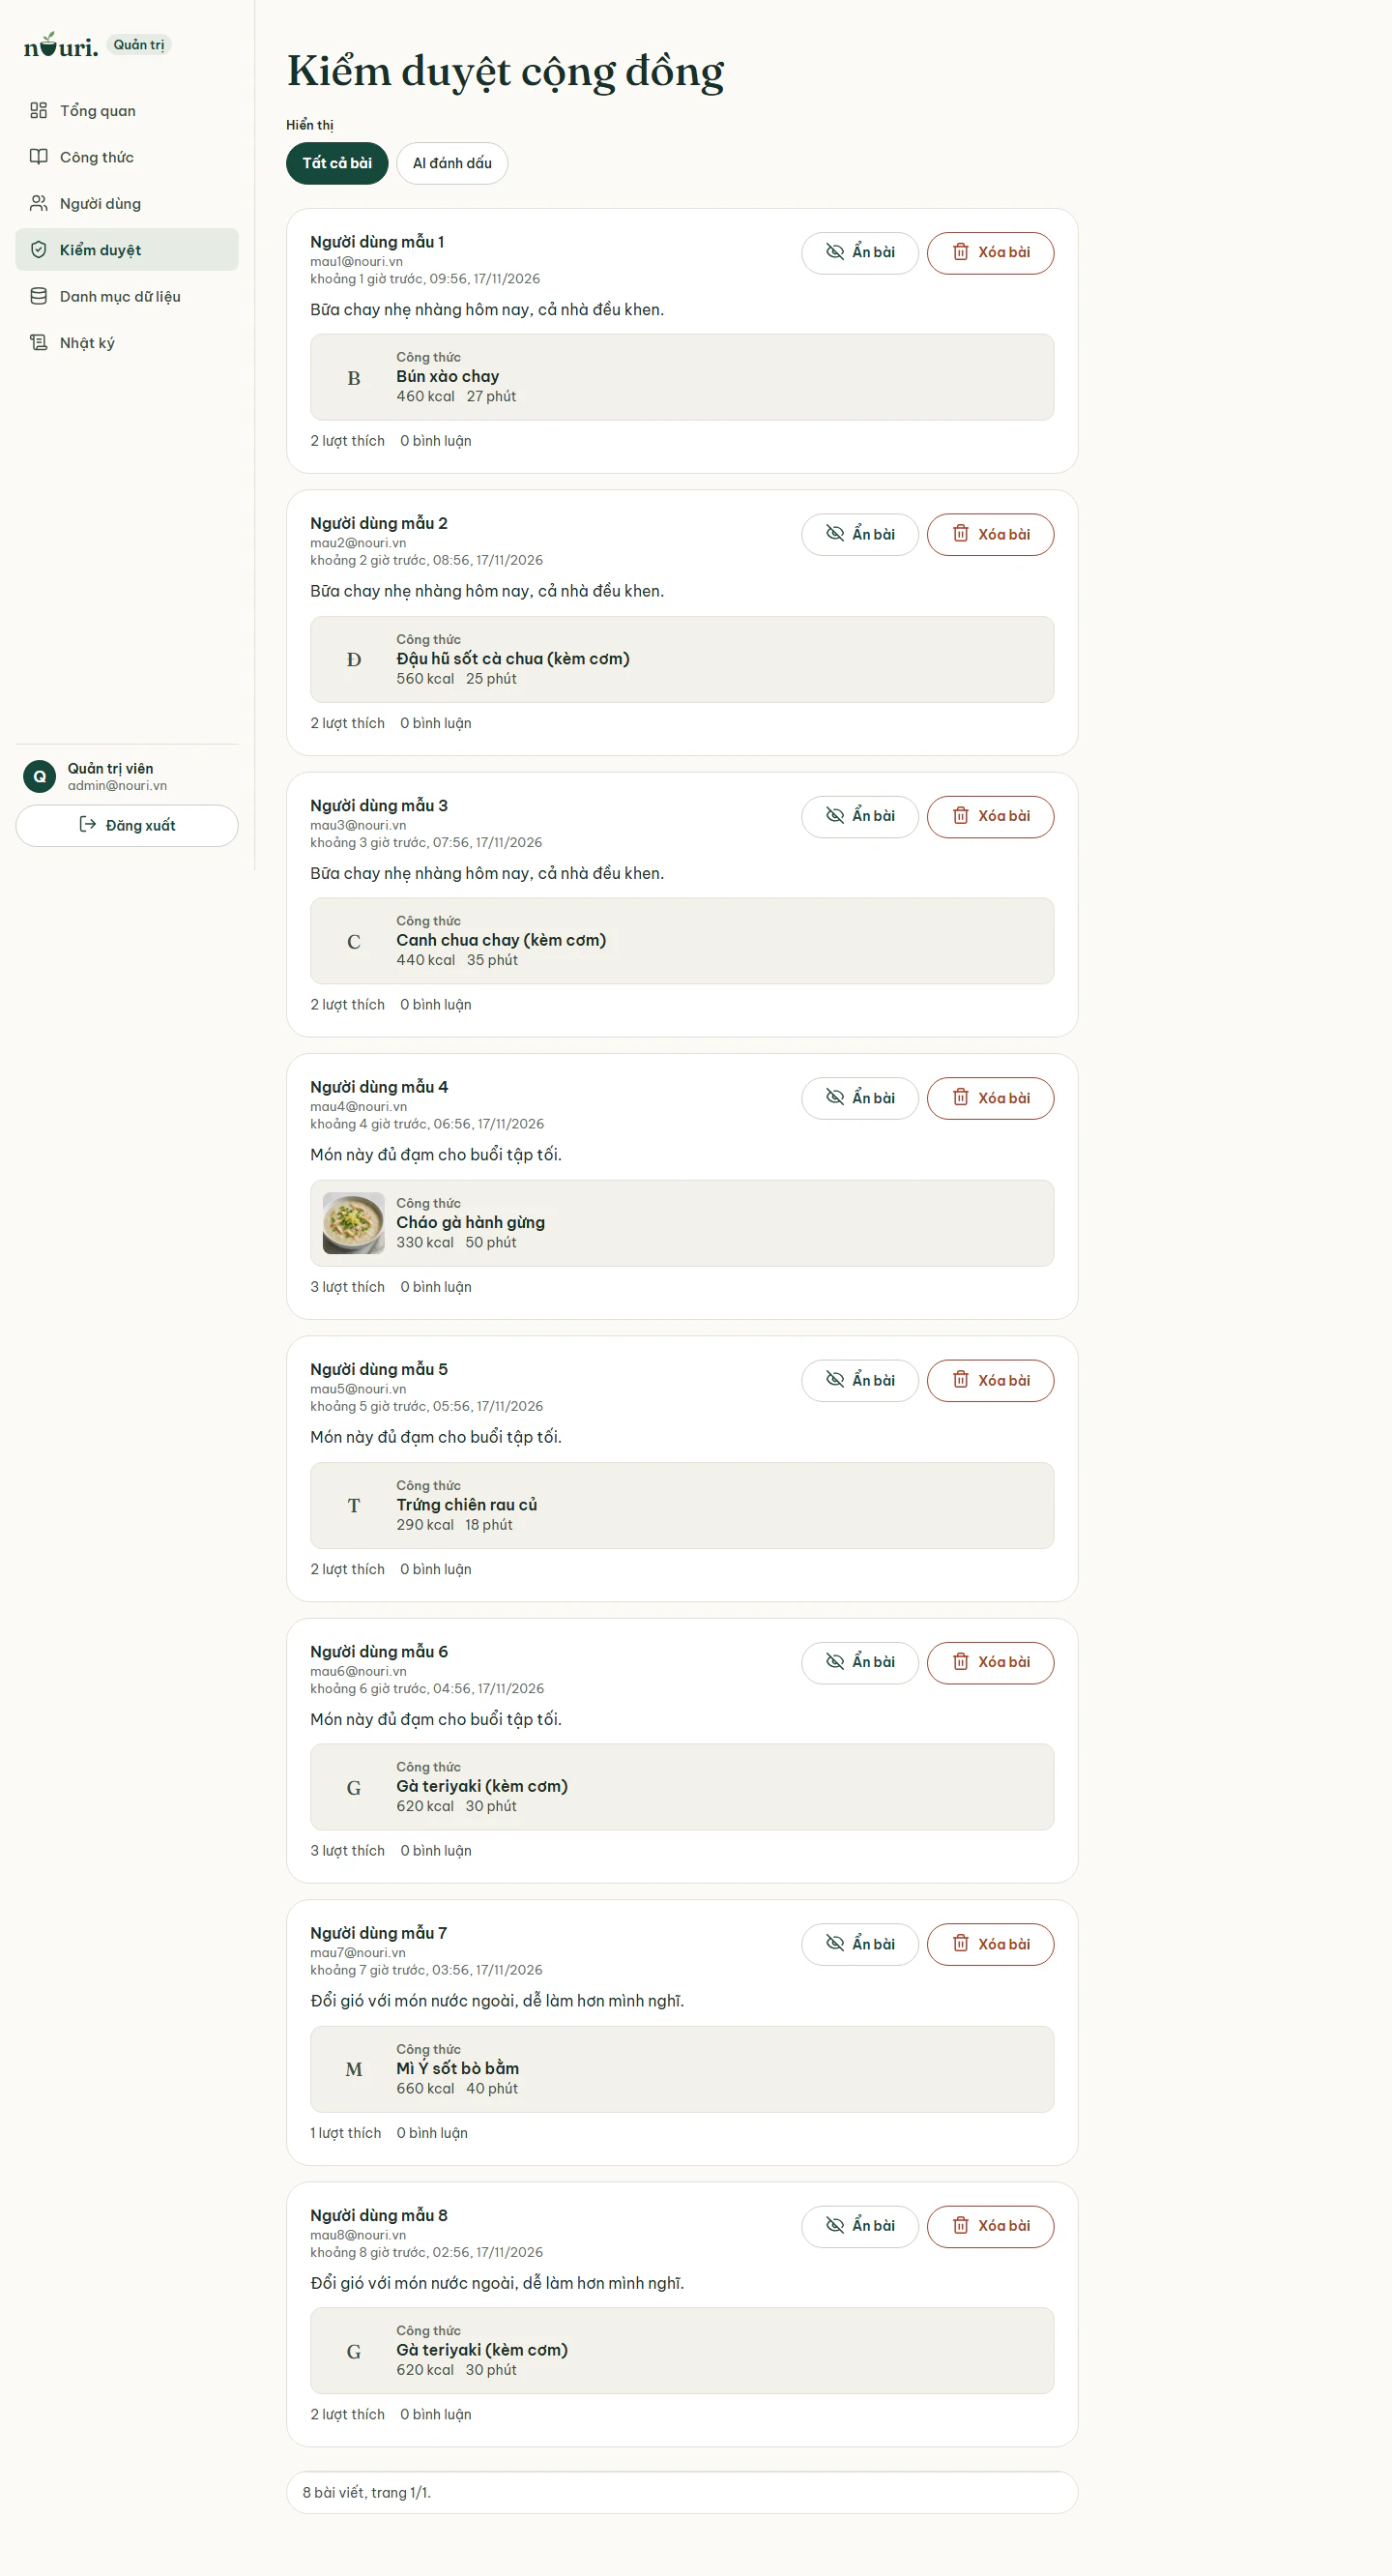 nouri. Quản trị
Tổng quan
Công thức
Người dùng
Kiểm duyệt
Danh mục dữ liệu
Nhật ký
Q
Quản trị viên
admin@nouri.vn
Đăng xuất
Kiểm duyệt cộng đồng
Hiển thị
Tất cả bài AI đánh dấu
Người dùng mẫu 1
Ẩn bài Xóa bài
mau1@nouri.vn
khoảng 1 giờ trước, 09:56, 17/11/2026
Bữa chay nhẹ nhàng hôm nay, cả nhà đều khen.
Công thức
B
Bún xào chay
460 kcal 27 phút
2 lượt thích 0 bình luận
Người dùng mẫu 2
Ẩn bài Xóa bài
mau2@nouri.vn
khoảng 2 giờ trước, 08:56, 17/11/2026
Bữa chay nhẹ nhàng hôm nay, cả nhà đều khen.
Công thức
Đ
Đậu hũ sốt cà chua (kèm cơm)
560 kcal 25 phút
2 lượt thích 0 bình luận
Người dùng mẫu 3
Ẩn bài Xóa bài
mau3@nouri.vn
khoảng 3 giờ trước, 07:56, 17/11/2026
Bữa chay nhẹ nhàng hôm nay, cả nhà đều khen.
Công thức
C
Canh chua chay (kèm cơm)
440 kcal 35 phút
2 lượt thích 0 bình luận
Người dùng mẫu 4
Ẩn bài Xóa bài
mau4@nouri.vn
khoảng 4 giờ trước, 06:56, 17/11/2026
Món này đủ đạm cho buổi tập tối.
Công thức
Cháo gà hành gừng
330 kcal 50 phút
3 lượt thích 0 bình luận
Người dùng mẫu 5
Ẩn bài Xóa bài
mau5@nouri.vn
khoảng 5 giờ trước, 05:56, 17/11/2026
Món này đủ đạm cho buổi tập tối.
Công thức
T
Trứng chiên rau củ
290 kcal 18 phút
2 lượt thích 0 bình luận
Người dùng mẫu 6
Ẩn bài Xóa bài
mau6@nouri.vn
khoảng 6 giờ trước, 04:56, 17/11/2026
Món này đủ đạm cho buổi tập tối.
Công thức
G
Gà teriyaki (kèm cơm)
620 kcal 30 phút
3 lượt thích 0 bình luận
Người dùng mẫu 7
Ẩn bài Xóa bài
mau7@nouri.vn
khoảng 7 giờ trước, 03:56, 17/11/2026
Đổi gió với món nước ngoài, dễ làm hơn mình nghĩ.
Công thức
M
Mì Ý sốt bò bằm
660 kcal 40 phút
1 lượt thích 0 bình luận
Người dùng mẫu 8
Ẩn bài Xóa bài
mau8@nouri.vn
khoảng 8 giờ trước, 02:56, 17/11/2026
Đổi gió với món nước ngoài, dễ làm hơn mình nghĩ.
Công thức
G
Gà teriyaki (kèm cơm)
620 kcal 30 phút
2 lượt thích 0 bình luận
8 bài viết, trang 1/1.